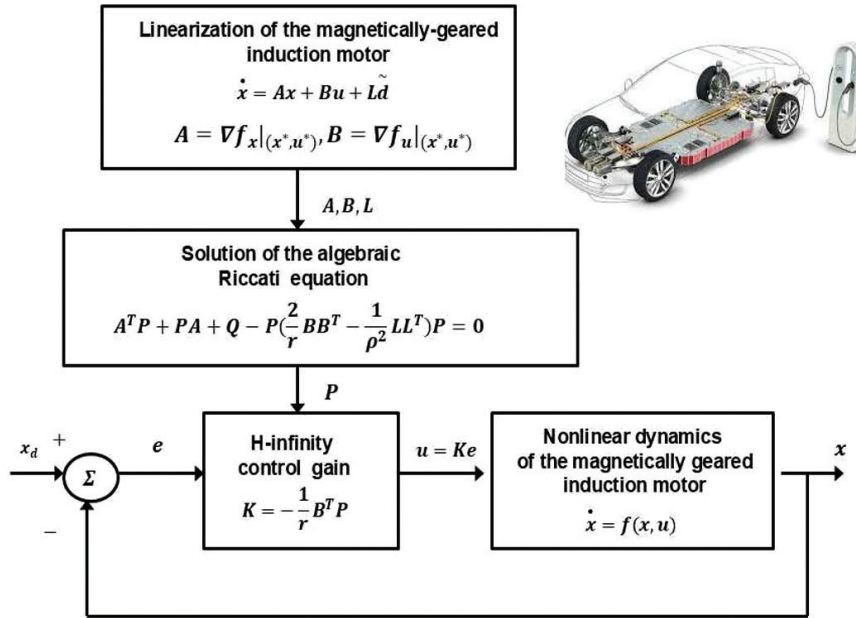 Linearization of the magnetically-geared
induction motor
ẋ = Ax + Bu + Ld̃
A = ∇f_x|_(x*,u*), B = ∇f_u|_(x*,u*)
A, B, L
Solution of the algebraic
Riccati equation
A^T P + PA + Q − P(2/r BB^T − 1/ρ² LL^T)P = 0
P
x_d
+
Σ
−
e
H-infinity
control gain
K = −1/r B^T P
u = Ke
Nonlinear dynamics
of the magnetically geared
induction motor
ẋ = f(x, u)
x